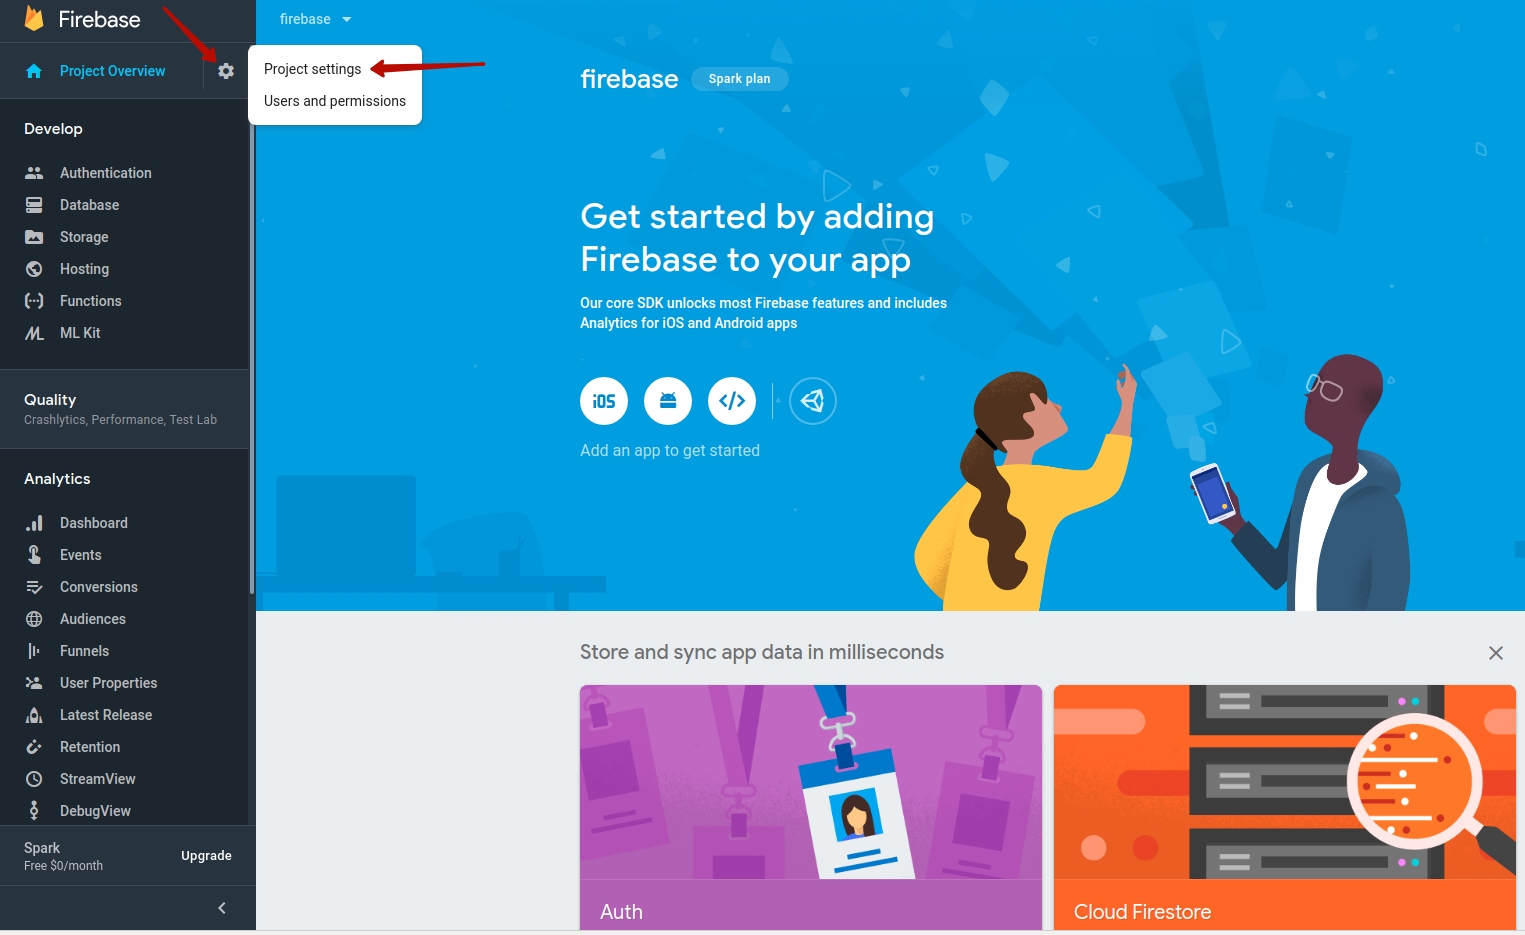 Firebase
firebase
Project Overview
Project settings
Users and permissions
Develop
Authentication
Database
Storage
Hosting
Functions
ML Kit
Quality
Crashlytics, Performance, Test Lab
Analytics
Dashboard
Events
Conversions
Audiences
Funnels
User Properties
Latest Release
Retention
StreamView
DebugView
Spark
Free $0/month
Upgrade
firebase
Spark plan
Get started by adding
Firebase to your app
Our core SDK unlocks most Firebase features and includes
Analytics for iOS and Android apps
iOS
Add an app to get started
Store and sync app data in milliseconds
Auth
Cloud Firestore